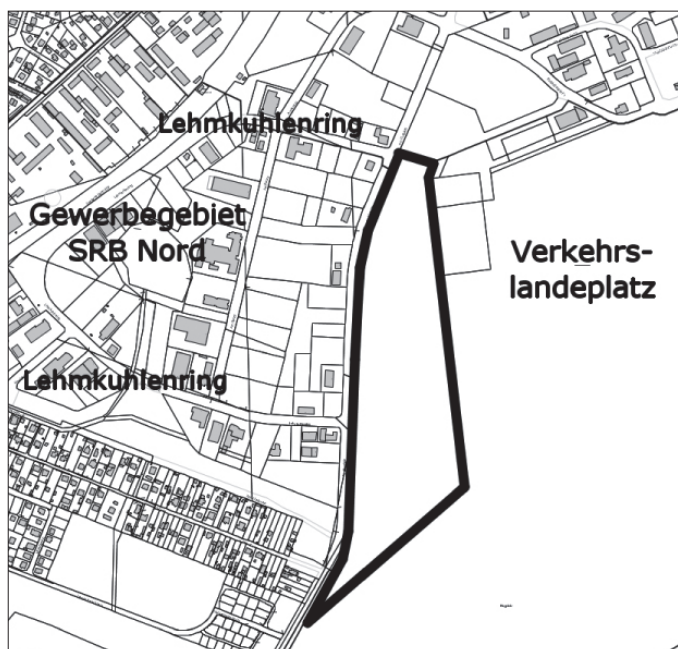 Lehmkuhlenring
Gewerbegebiet
SRB Nord
Verkehrs-
landeplatz
Lehmkuhlenring